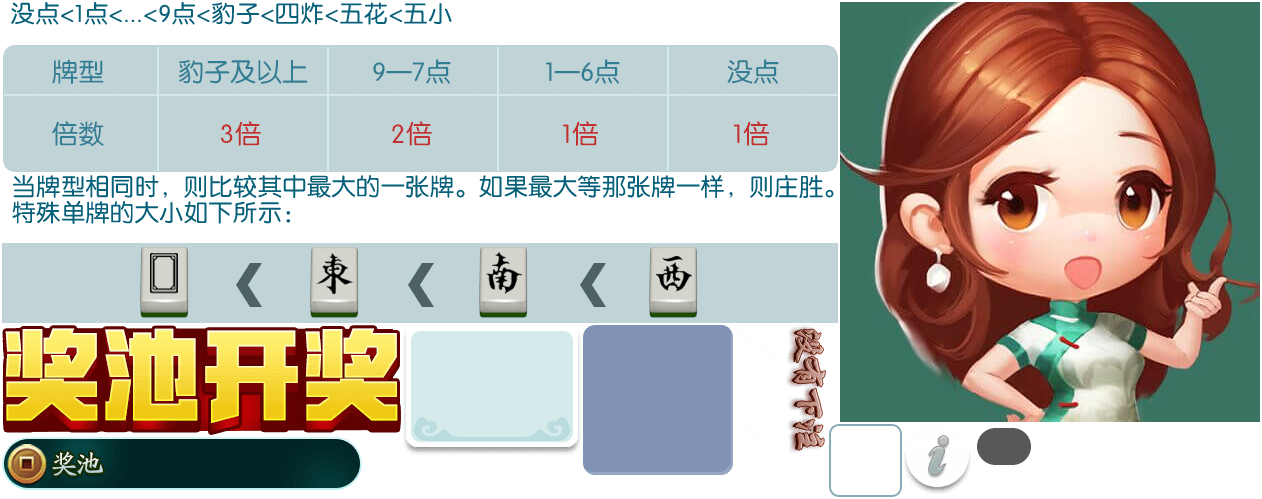 没点<1点<...<9点<豹子<四炸<五花<五小
牌型 豹子及以上 9—7点 1—6点 没点
倍数 3倍 2倍 1倍 1倍
当牌型相同时，则比较其中最大的一张牌。如果最大等那张牌一样，则庄胜。
特殊单牌的大小如下所示：
東 南 西
奖池开奖
没有下注
奖池
i